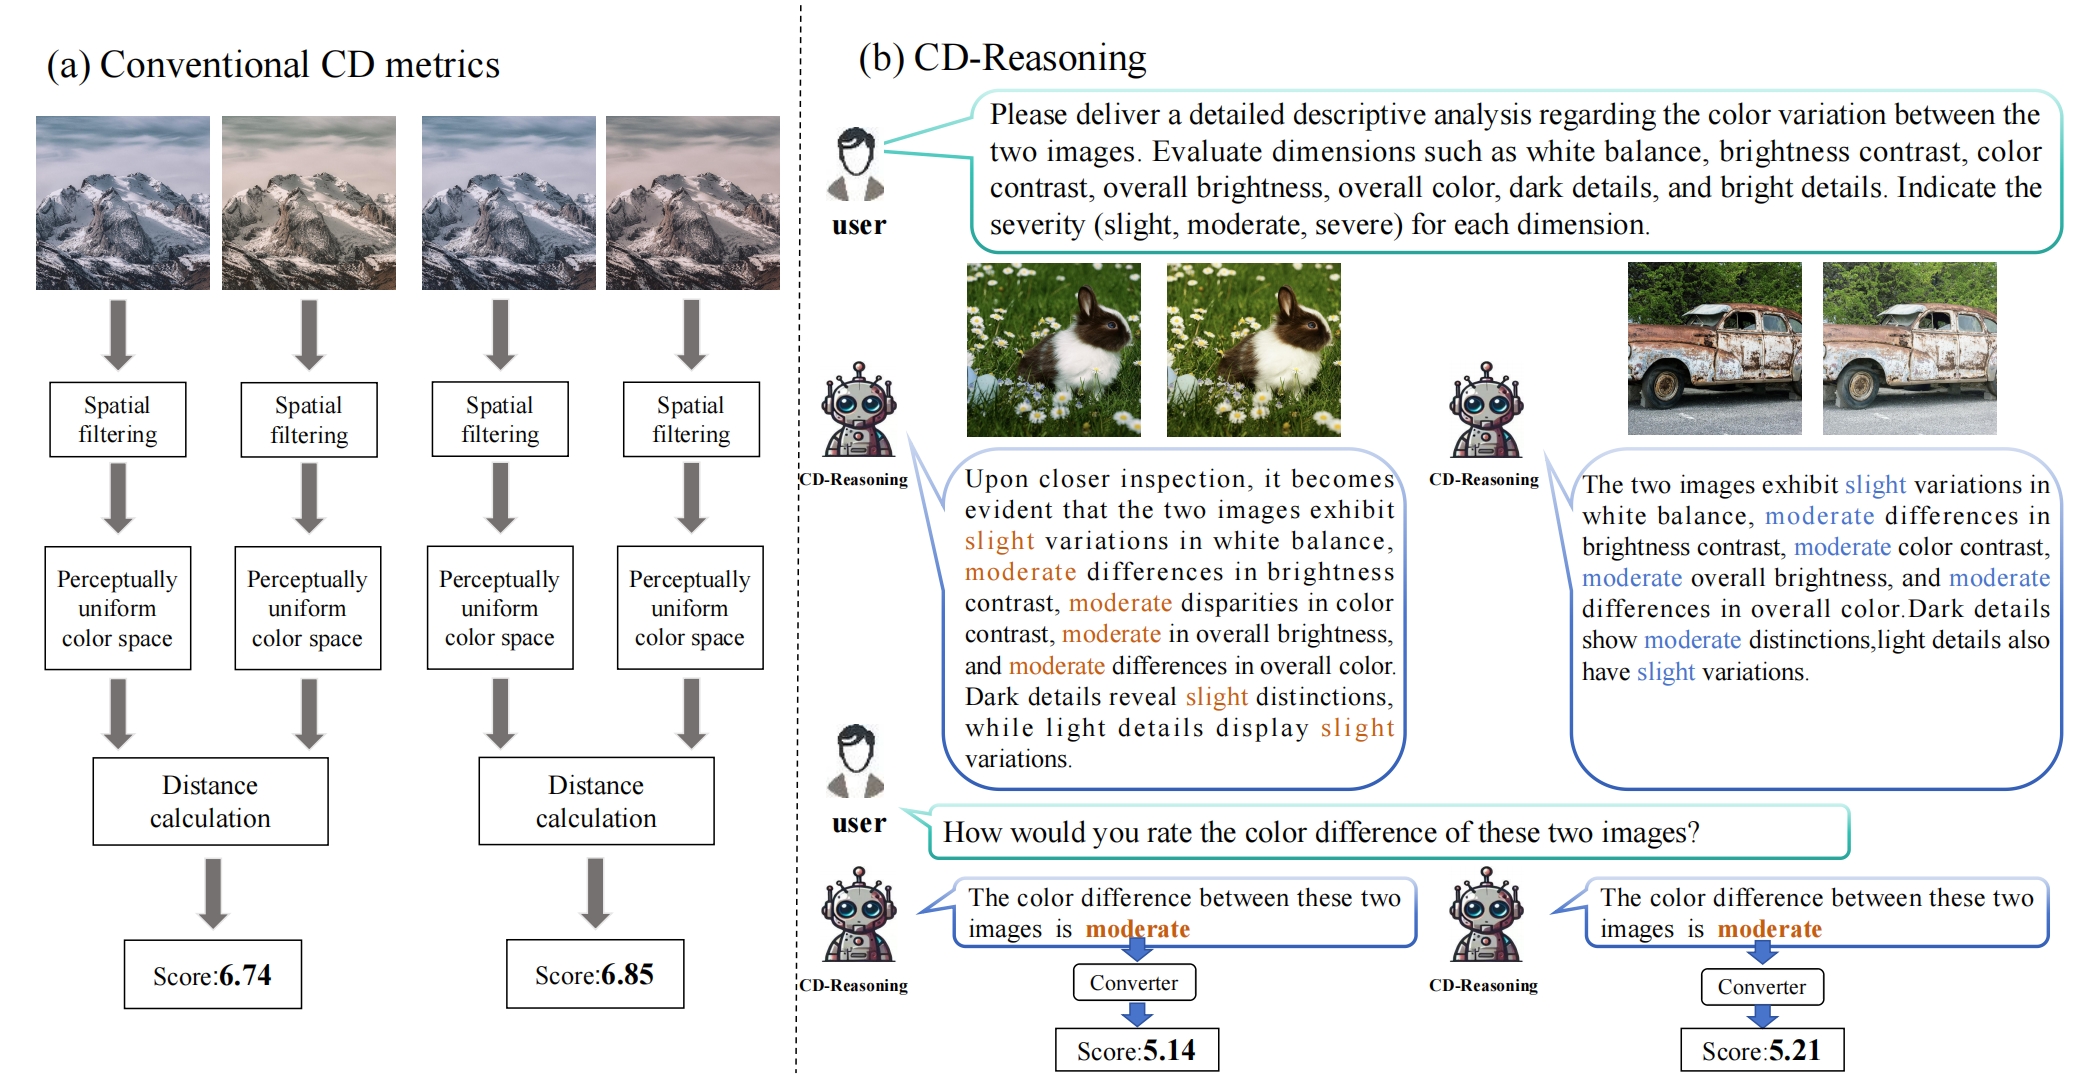 (a) Conventional CD metrics
Spatial
filtering
Spatial
filtering
Spatial
filtering
Spatial
filtering
Perceptually
uniform
color space
Perceptually
uniform
color space
Perceptually
uniform
color space
Perceptually
uniform
color space
Distance
calculation
Distance
calculation
Score:6.74
Score:6.85
(b) CD-Reasoning
user
Please deliver a detailed descriptive analysis regarding the color variation between the
two images. Evaluate dimensions such as white balance, brightness contrast, color
contrast, overall brightness, overall color, dark details, and bright details. Indicate the
severity (slight, moderate, severe) for each dimension.
CD-Reasoning
Upon closer inspection, it becomes
evident that the two images exhibit
slight variations in white balance,
moderate differences in brightness
contrast, moderate disparities in color
contrast, moderate in overall brightness,
and moderate differences in overall color.
Dark details reveal slight distinctions,
while light details display slight
variations.
CD-Reasoning
The two images exhibit slight variations in
white balance, moderate differences in
brightness contrast, moderate color contrast,
moderate overall brightness, and moderate
differences in overall color.Dark details
show moderate distinctions,light details also
have slight variations.
user
How would you rate the color difference of these two images?
CD-Reasoning
The color difference between these two
images is moderate
Converter
Score:5.14
CD-Reasoning
The color difference between these two
images is moderate
Converter
Score:5.21